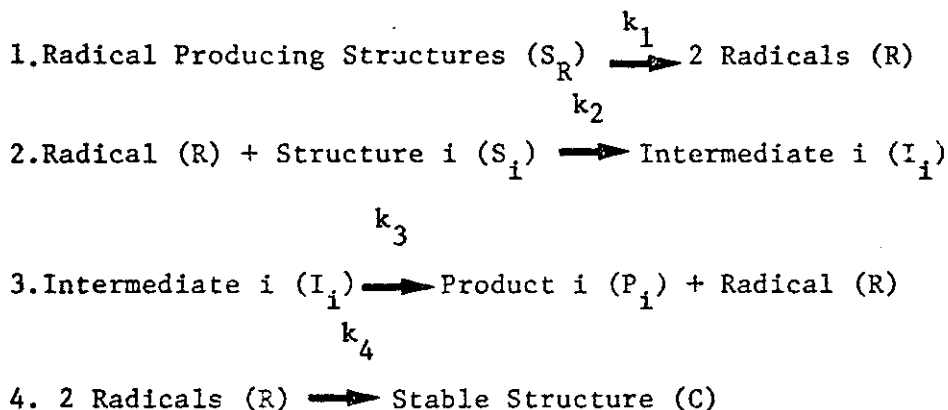 k1
1.Radical Producing Structures (SR) → 2 Radicals (R)
k2
2.Radical (R) + Structure i (Si) → Intermediate i (Ii)
k3
3.Intermediate i (Ii) → Product i (Pi) + Radical (R)
k4
4. 2 Radicals (R) → Stable Structure (C)